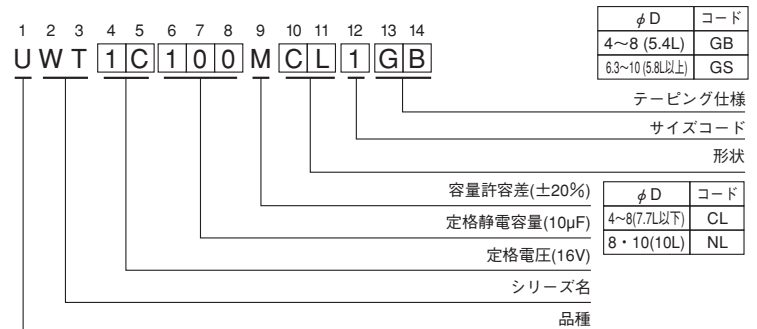 1 2 3 4 5 6 7 8 9 10 11 12 13 14
U W T 1 C 1 0 0 M C L 1 G B
φD コード
4～8 (5.4L) GB
6.3～10 (5.8L以上) GS
テーピング仕様
サイズコード
形状
容量許容差(±20%)
定格静電容量(10µF)
定格電圧(16V)
シリーズ名
品種
φD コード
4～8(7.7L以下) CL
8・10(10L) NL